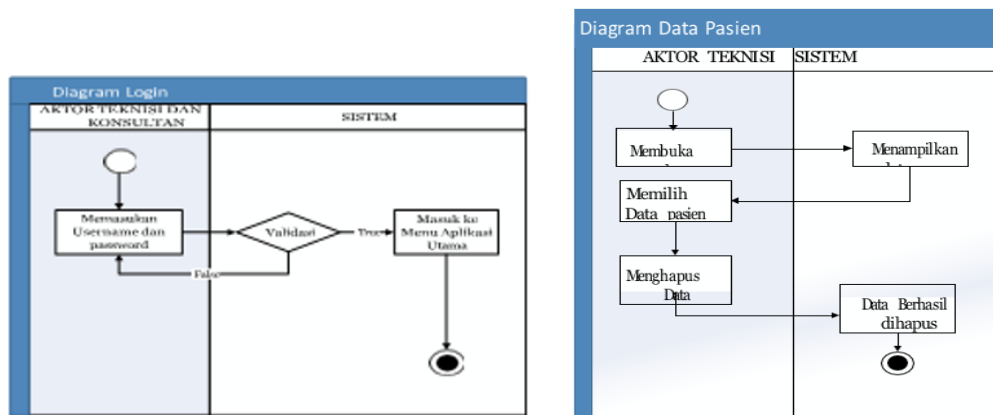 Diagram Login
AKTOR TEKNISI DAN
KONSULTAN
SISTEM
Memasukan
Username dan
password
Validasi
True
Masuk ke
Menu Aplikasi
Utama
False
Diagram Data Pasien
AKTOR TEKNISI
SISTEM
Membuka
Menampilkan
Memilih
Data pasien
Menghapus
Data
Data Berhasil
dihapus